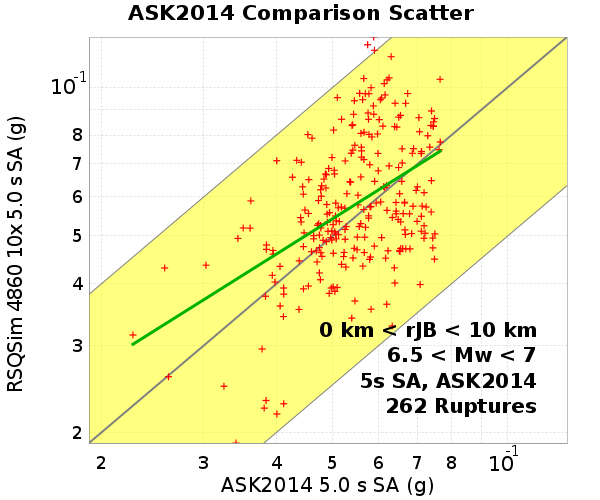 ASK2014 Comparison Scatter
RSQSim 4860 10x 5.0 s SA (g)
10-1
8
7
6
5
4
3
2
0 km < rJB < 10 km
6.5 < Mw < 7
5s SA, ASK2014
262 Ruptures
2 3 4 5 6 7 8 10-1
ASK2014 5.0 s SA (g)